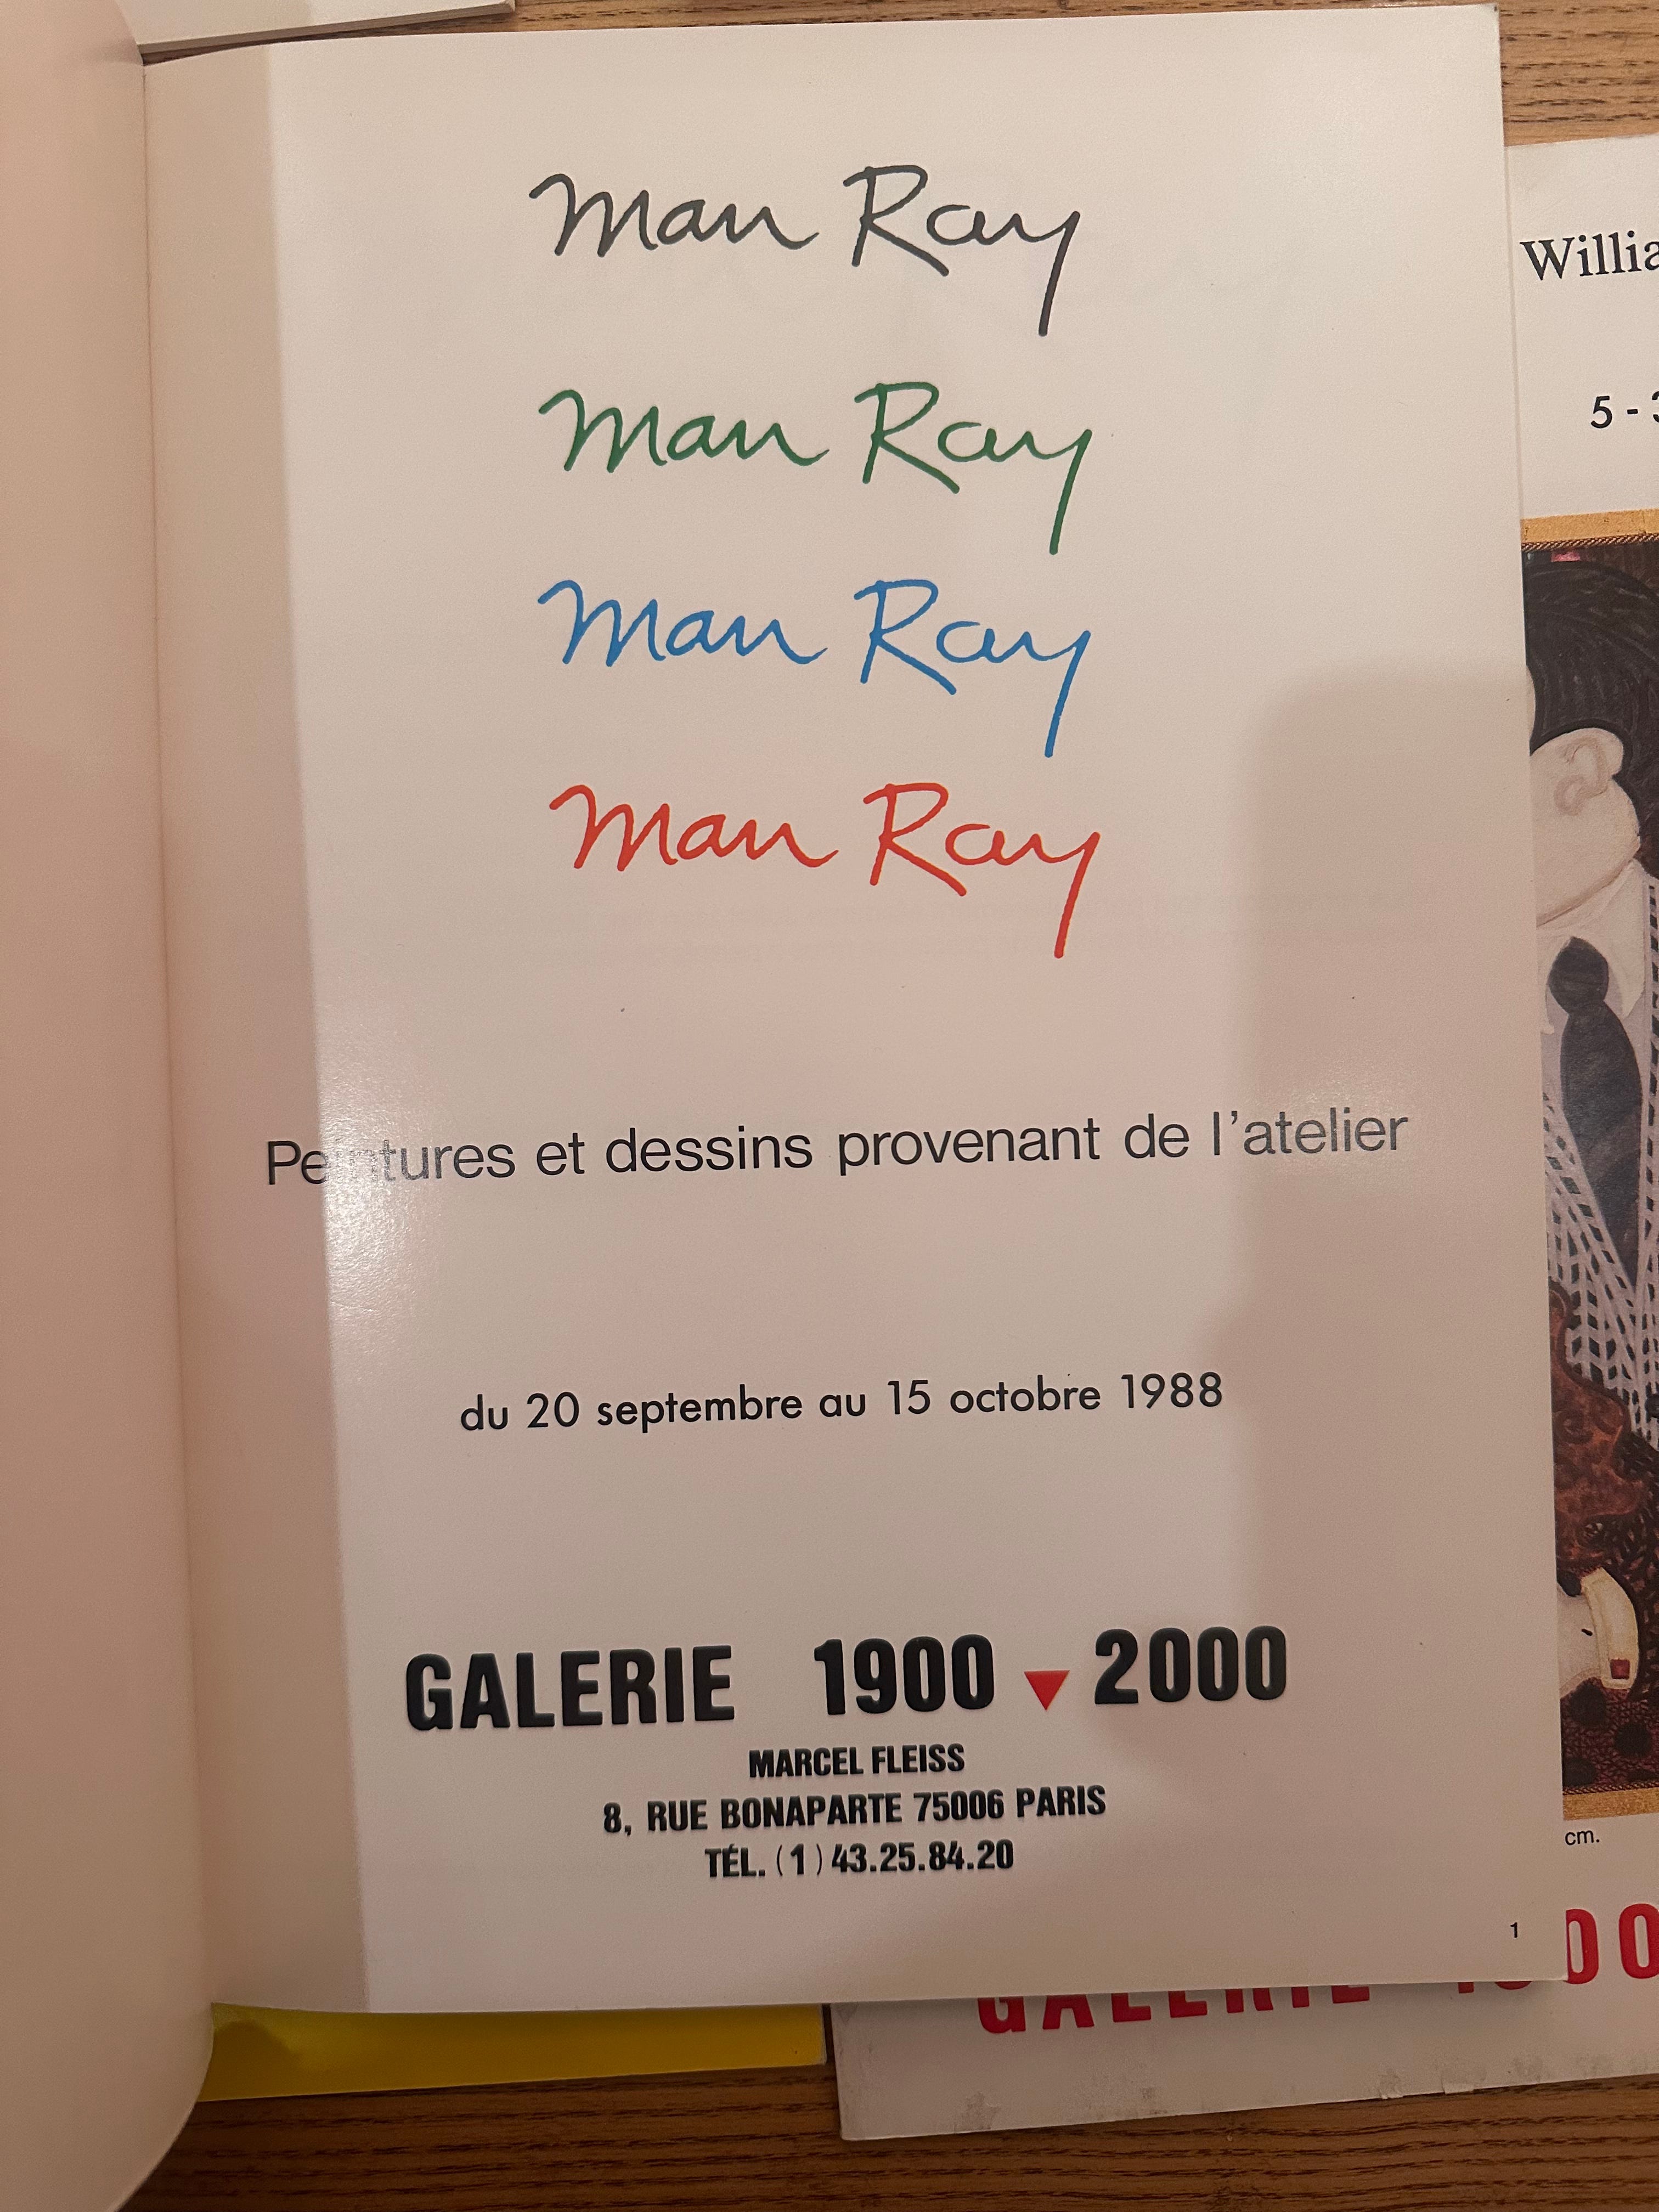 Man Ray
Man Ray
Man Ray
Man Ray
Peintures et dessins provenant de l'atelier
du 20 septembre au 15 octobre 1988
GALERIE 1900 ▼ 2000
MARCEL FLEISS
8, RUE BONAPARTE 75006 PARIS
TÉL. (1) 43.25.84.20
1
Willia
5 -
cm.
GALERIE